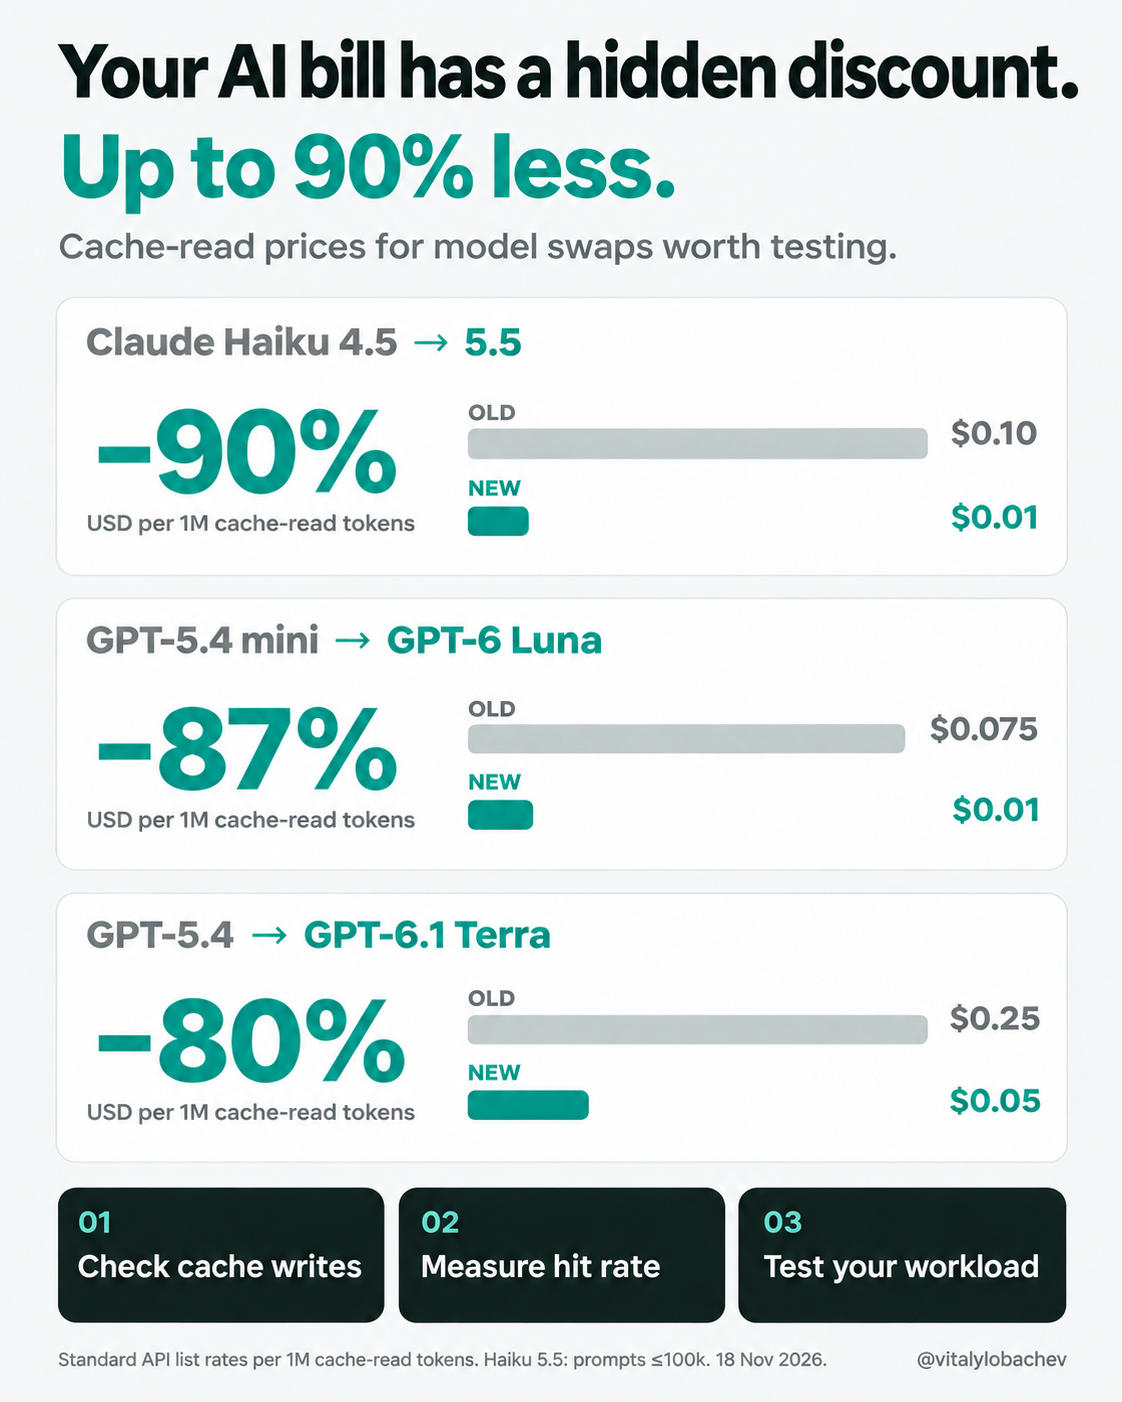 Your AI bill has a hidden discount.
Up to 90% less.
Cache-read prices for model swaps worth testing.
Claude Haiku 4.5 → 5.5
−90%
USD per 1M cache-read tokens
OLD
$0.10
NEW
$0.01
GPT-5.4 mini → GPT-6 Luna
−87%
USD per 1M cache-read tokens
OLD
$0.075
NEW
$0.01
GPT-5.4 → GPT-6.1 Terra
−80%
USD per 1M cache-read tokens
OLD
$0.25
NEW
$0.05
01
Check cache writes
02
Measure hit rate
03
Test your workload
Standard API list rates per 1M cache-read tokens. Haiku 5.5: prompts ≤100k. 18 Nov 2026.
@vitalylobachev